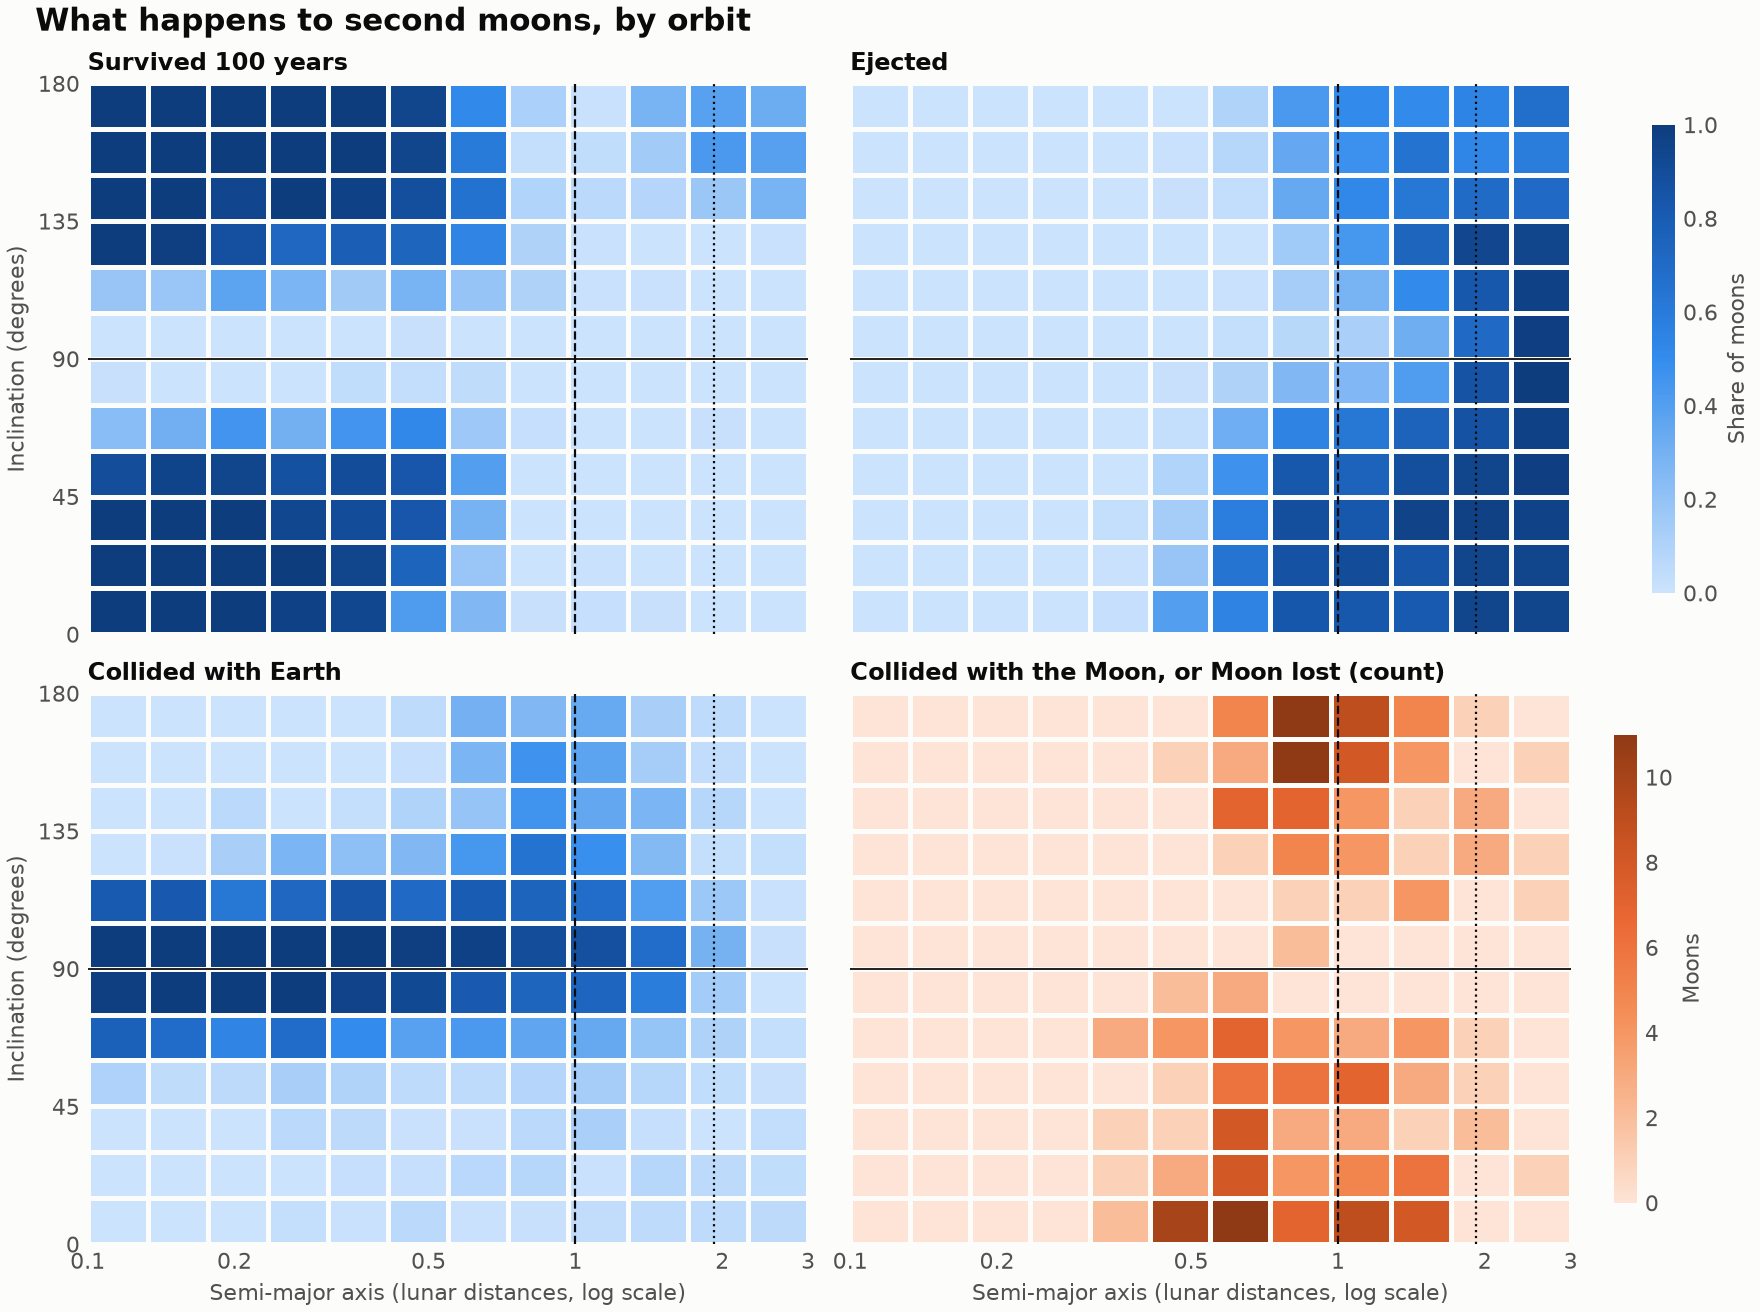 What happens to second moons, by orbit
Survived 100 years
Ejected
180
135
90
45
0
Inclination (degrees)
1.0
0.8
0.6
0.4
0.2
0.0
Share of moons
Collided with Earth
Collided with the Moon, or Moon lost (count)
180
135
90
45
0
Inclination (degrees)
10
8
6
4
2
0
Moons
0.1 0.2 0.5 1 2 3
0.1 0.2 0.5 1 2 3
Semi-major axis (lunar distances, log scale)
Semi-major axis (lunar distances, log scale)